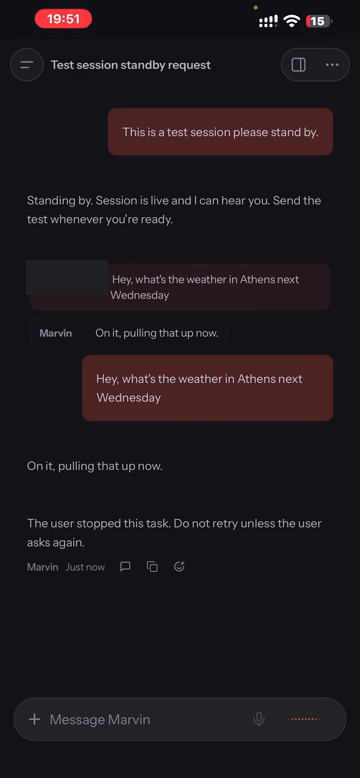 19:51
15
Test session standby request
This is a test session please stand by.
Standing by. Session is live and I can hear you. Send the
test whenever you're ready.
Hey, what's the weather in Athens next
Wednesday
Marvin On it, pulling that up now.
Hey, what's the weather in Athens next
Wednesday
On it, pulling that up now.
The user stopped this task. Do not retry unless the user
asks again.
Marvin Just now
Message Marvin